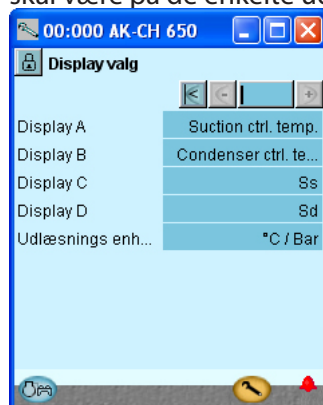 skal være på de enkelte
00:000 AK-CH 650
Display valg
Display A Suction ctrl. temp.
Display B Condenser ctrl. te...
Display C Ss
Display D Sd
Udlæsnings enh... °C / Bar